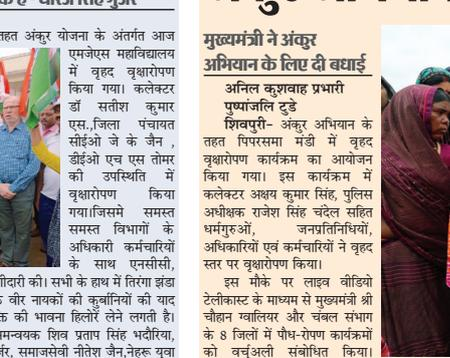 तहत अंकुर योजना के अंतर्गत आज
एमजेएस महाविद्यालय
में वृहद वृक्षारोपण
किया गया। कलेक्टर
डॉ सतीश कुमार
एस.,जिला पंचायत
सीईओ जे के जैन ,
डीईओ एच एस तोमर
की उपस्थिति में
वृक्षारोपण किया
गया।जिसमे समस्त
समस्त विभागों के
अधिकारी कर्मचारियों
के साथ एनसीसी,
की। सभी के हाथ में तिरंगा झंडा
वीर नायकों की कुर्बानियों की याद
की भावना हिलोरें लेने लगती है।
शिव प्रताप सिंह भदौरिया,
समाजसेवी नीतेश जैन,नेहरू युवा
मुख्यमंत्री ने अंकुर
अभियान के लिए दी बधाई
अनिल कुशवाह प्रभारी
पुष्पांजलि टुडे
शिवपुरी- अंकुर अभियान के
तहत पिपरसमा मंडी में वृहद
वृक्षारोपण कार्यक्रम का आयोजन
किया गया। इस कार्यक्रम में
कलेक्टर अक्षय कुमार सिंह, पुलिस
अधीक्षक राजेश सिंह चंदेल सहित
धर्मगुरुओं, जनप्रतिनिधियों,
अधिकारियों एवं कर्मचारियों ने वृहद
स्तर पर वृक्षारोपण किया।
इस मौके पर लाइव वीडियो
टेलीकास्ट के माध्यम से मुख्यमंत्री श्री
चौहान ग्वालियर और चंबल संभाग
के 8 जिलों में पौध-रोपण कार्यक्रमों
को वर्चुअली संबोधित किया।